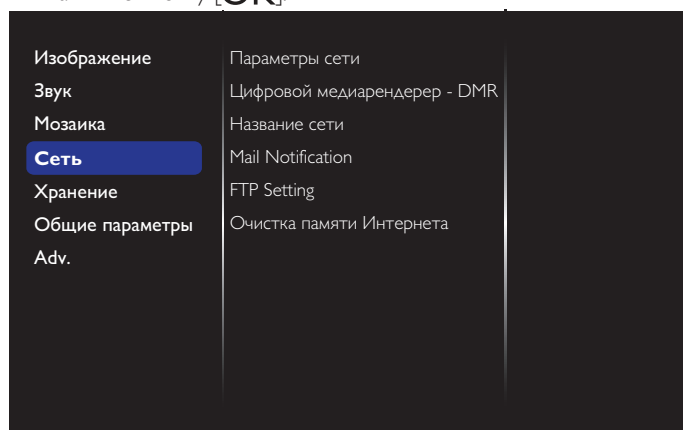 [OK].
Изображение
Звук
Мозаика
Сеть
Хранение
Общие параметры
Adv.
Параметры сети
Цифровой медиарендерер - DMR
Название сети
Mail Notification
FTP Setting
Очистка памяти Интернета